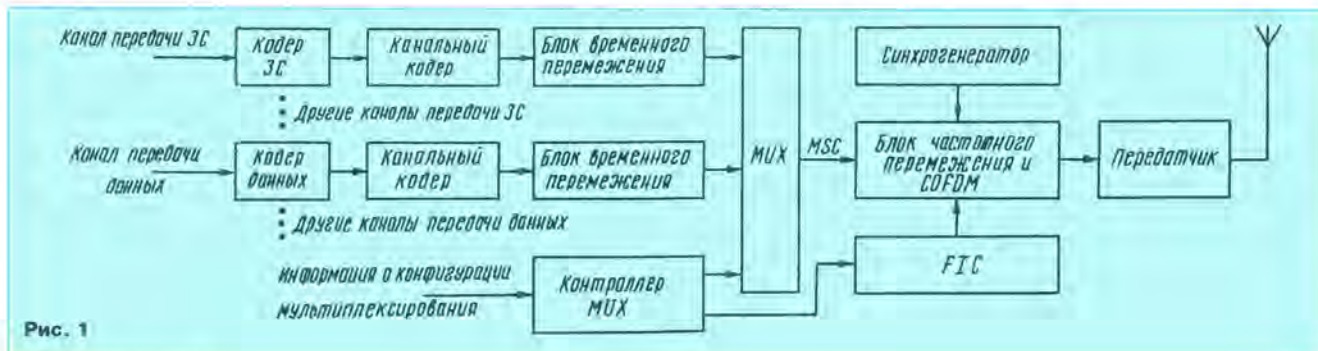 Канал передачи ЗС
Кодер
ЗС
Канальный
кодер
Блок временного
перемежения
Другие каналы передачи ЗС
Канал передачи
данных
Кодер
данных
Канальный
кодер
Блок временного
перемежения
Другие каналы передачи данных
Информация о конфигурации
мультиплексирования
Контроллер
MUX
MUX
MSC
Синхрогенератор
Блок частотного
перемежения и
COFDM
FIC
Передатчик
Рис. 1